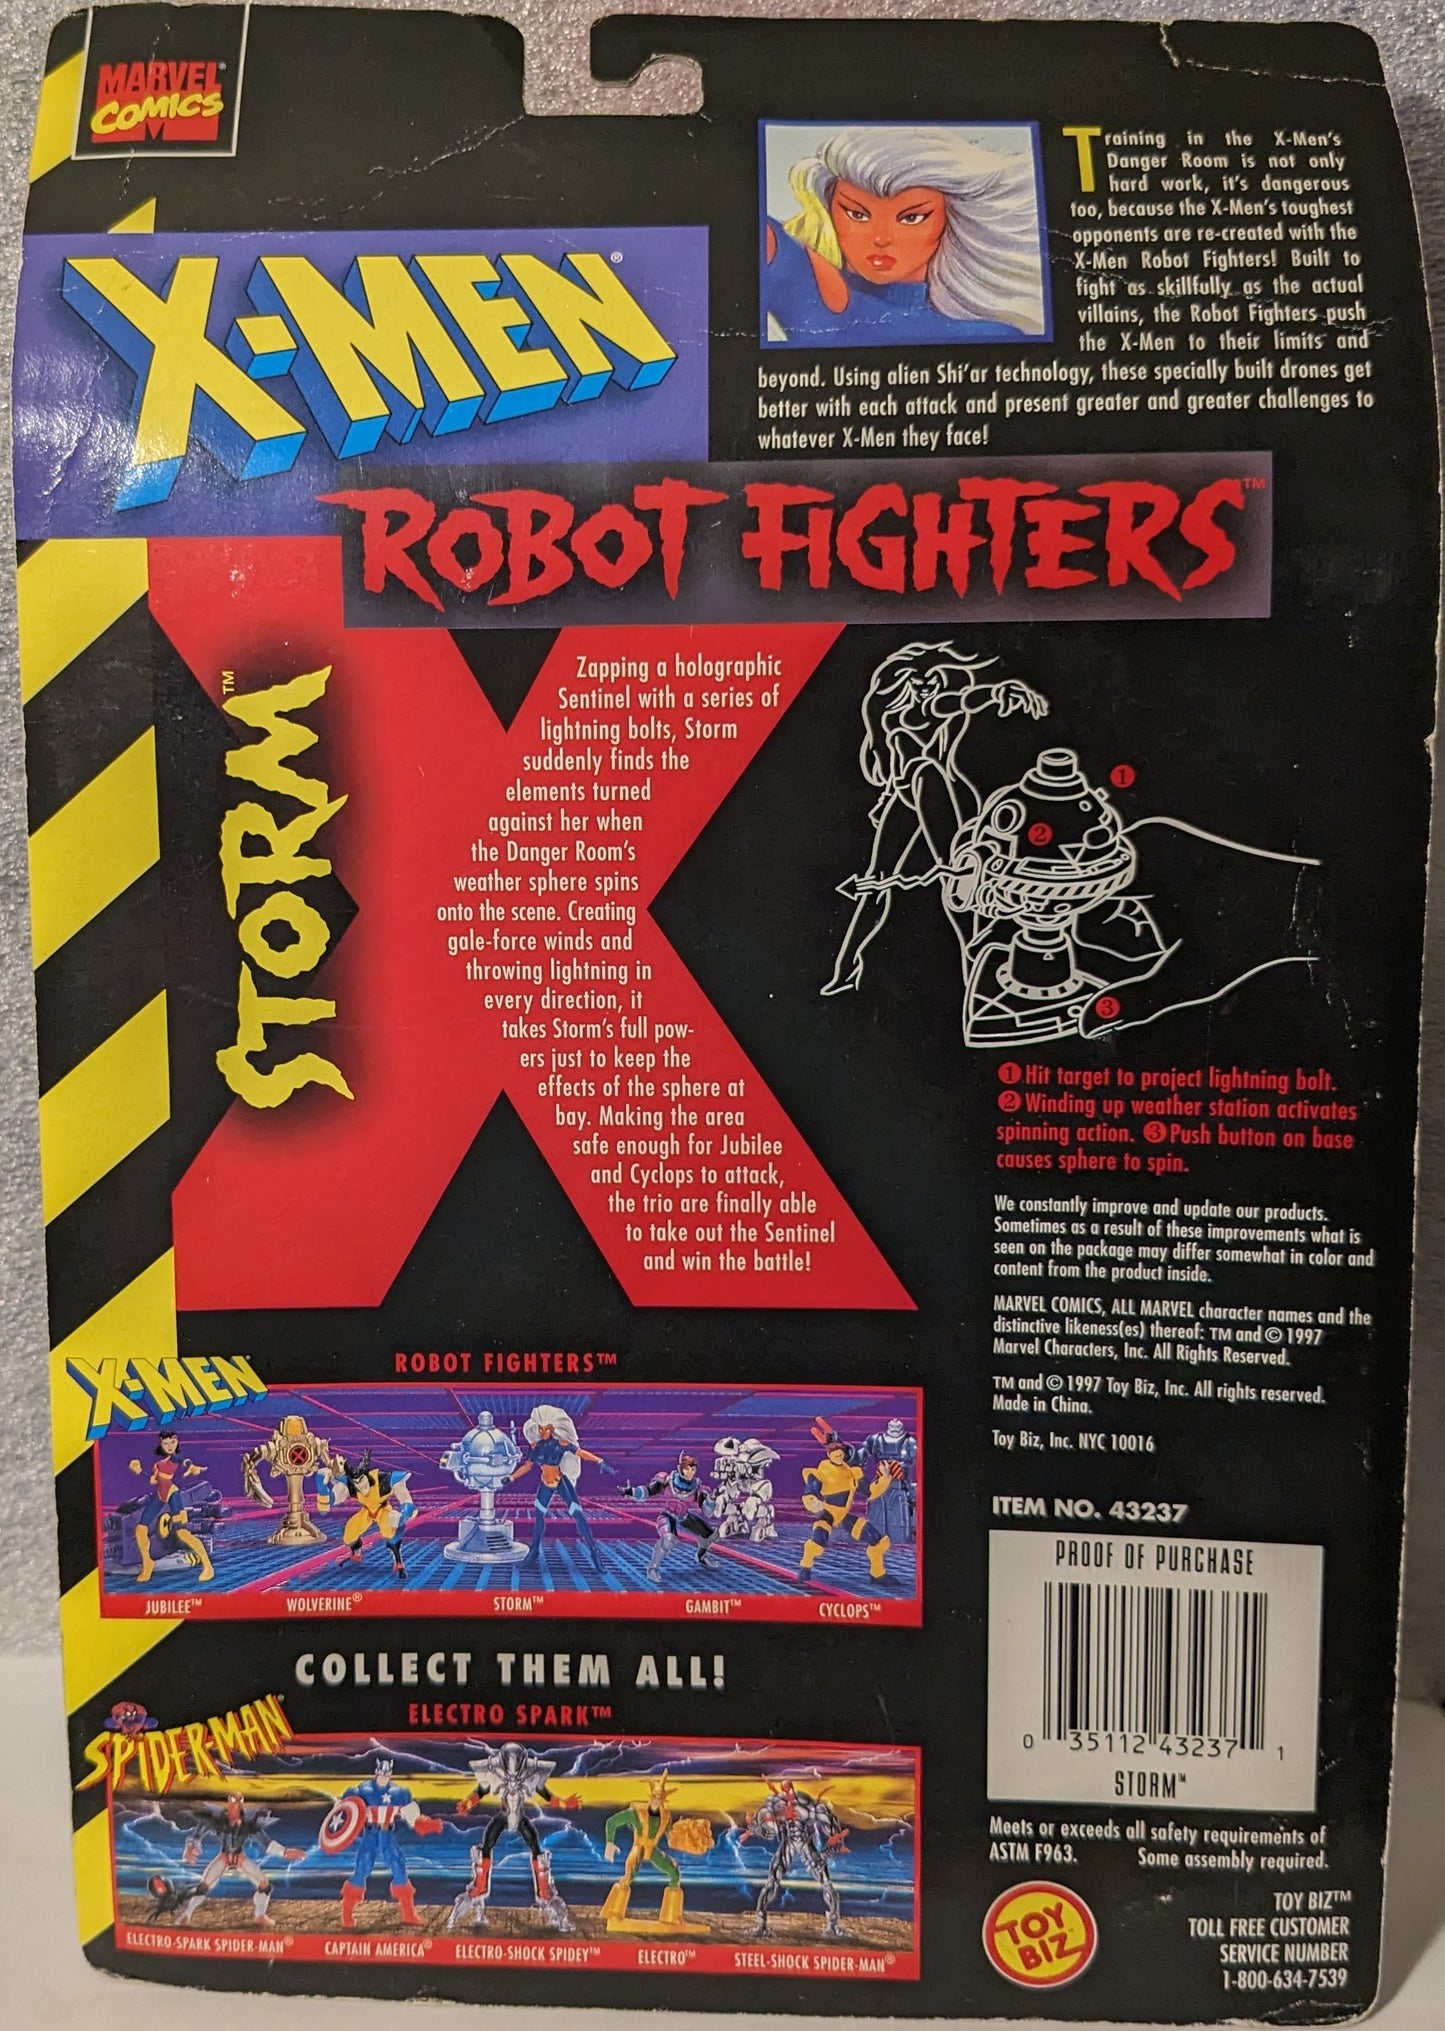 MARVEL®
COMICS
X-MEN®
Training in the X-Men's
Danger Room is not only
hard work, it's dangerous
too, because the X-Men's toughest
opponents are re-created with the
X-Men Robot Fighters! Built to
fight as skillfully as the actual
villains, the Robot Fighters push
the X-Men to their limits and
beyond. Using alien Shi'ar technology, these specially built drones get
better with each attack and present greater and greater challenges to
whatever X-Men they face!
ROBOT FIGHTERS™
STORM™
Zapping a holographic
Sentinel with a series of
lightning bolts, Storm
suddenly finds the
elements turned
against her when
the Danger Room's
weather sphere spins
onto the scene. Creating
gale-force winds and
throwing lightning in
every direction, it
takes Storm's full pow-
ers just to keep the
effects of the sphere at
bay. Making the area
safe enough for Jubilee
and Cyclops to attack,
the trio are finally able
to take out the Sentinel
and win the battle!
1
2
3
1 Hit target to project lightning bolt.
2 Winding up weather station activates
spinning action. 3 Push button on base
causes sphere to spin.
We constantly improve and update our products.
Sometimes as a result of these improvements what is
seen on the package may differ somewhat in color and
content from the product inside.
MARVEL COMICS, ALL MARVEL character names and the
distinctive likeness(es) thereof: TM and © 1997
Marvel Characters, Inc. All Rights Reserved.
TM and © 1997 Toy Biz, Inc. All rights reserved.
Made in China.
Toy Biz, Inc. NYC 10016
ITEM NO. 43237
PROOF OF PURCHASE
0 35112 43237 1
STORM™
Meets or exceeds all safety requirements of
ASTM F963. Some assembly required.
TOY BIZ
TOY BIZ™
TOLL FREE CUSTOMER
SERVICE NUMBER
1-800-634-7539
X-MEN®
ROBOT FIGHTERS™
JUBILEE™ WOLVERINE® STORM™ GAMBIT™ CYCLOPS™
COLLECT THEM ALL!
SPIDER-MAN®
ELECTRO SPARK™
ELECTRO-SPARK SPIDER-MAN® CAPTAIN AMERICA® ELECTRO-SHOCK SPIDEY™ ELECTRO™ STEEL-SHOCK SPIDER-MAN®